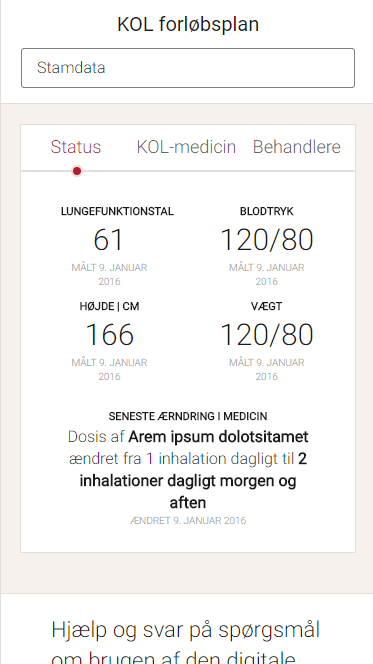 KOL forløbsplan
Stamdata
Status KOL-medicin Behandlere
LUNGEFUNKTIONSTAL BLODTRYK
61 120/80
MÅLT 9. JANUAR MÅLT 9. JANUAR
2016 2016
HØJDE | CM VÆGT
166 120/80
MÅLT 9. JANUAR MÅLT 9. JANUAR
2016 2016
SENESTE ÆRNDRING I MEDICIN
Dosis af Arem ipsum dolotsitamet
ændret fra 1 inhalation dagligt til 2
inhalationer dagligt morgen og
aften
ÆNDRET 9. JANUAR 2016
Hjælp og svar på spørgsmål
om brugen af den digitale